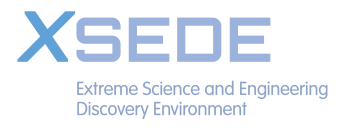 XSEDE
Extreme Science and Engineering
Discovery Environment